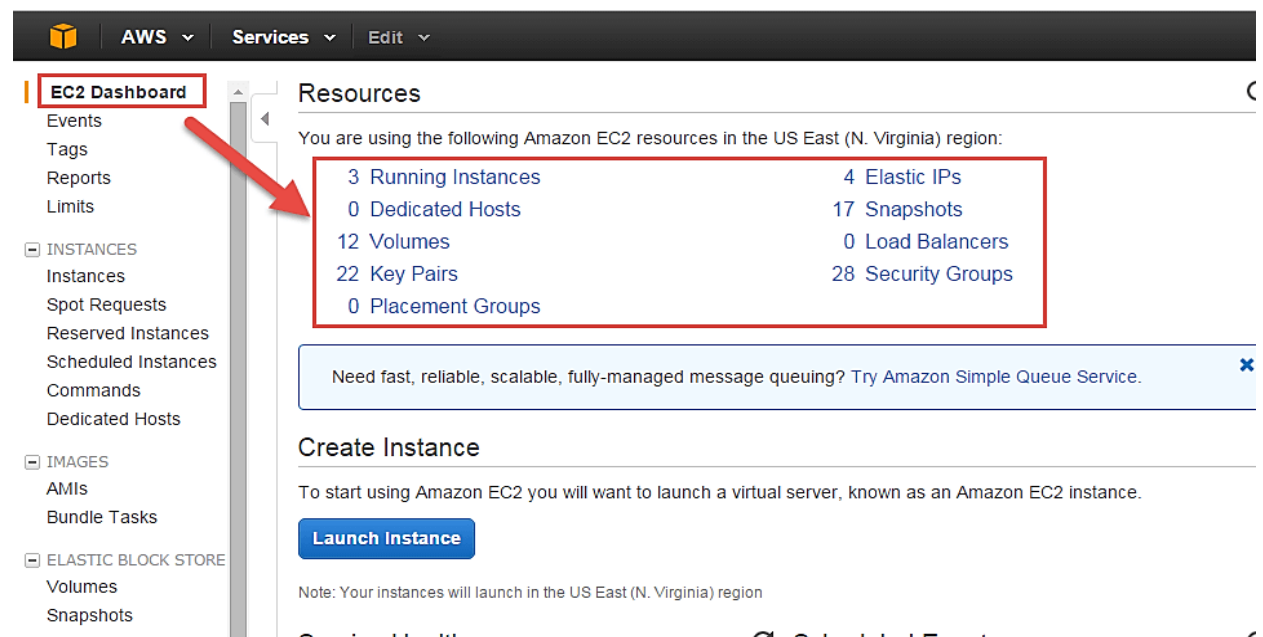 AWS Services Edit
EC2 Dashboard
Events
Tags
Reports
Limits
INSTANCES
Instances
Spot Requests
Reserved Instances
Scheduled Instances
Commands
Dedicated Hosts
IMAGES
AMIs
Bundle Tasks
ELASTIC BLOCK STORE
Volumes
Snapshots
Resources
You are using the following Amazon EC2 resources in the US East (N. Virginia) region:
3 Running Instances
0 Dedicated Hosts
12 Volumes
22 Key Pairs
0 Placement Groups
4 Elastic IPs
17 Snapshots
0 Load Balancers
28 Security Groups
Need fast, reliable, scalable, fully-managed message queuing? Try Amazon Simple Queue Service.
Create Instance
To start using Amazon EC2 you will want to launch a virtual server, known as an Amazon EC2 instance.
Launch Instance
Note: Your instances will launch in the US East (N. Virginia) region